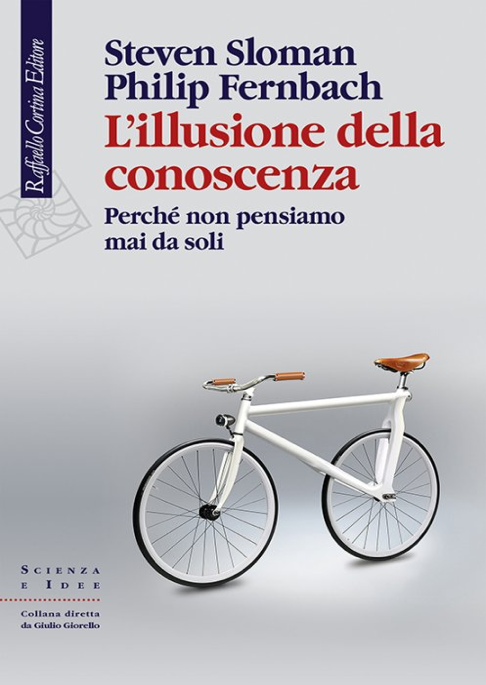 Raffaello Cortina Editore
Steven Sloman
Philip Fernbach
L'illusione della
conoscenza
Perché non pensiamo
mai da soli
SCIENZA
E IDEE
Collana diretta
da Giulio Giorello